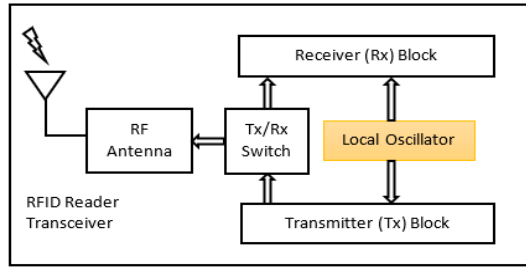 Receiver (Rx) Block
RF
Antenna
Tx/Rx
Switch
Local Oscillator
RFID Reader
Transceiver
Transmitter (Tx) Block